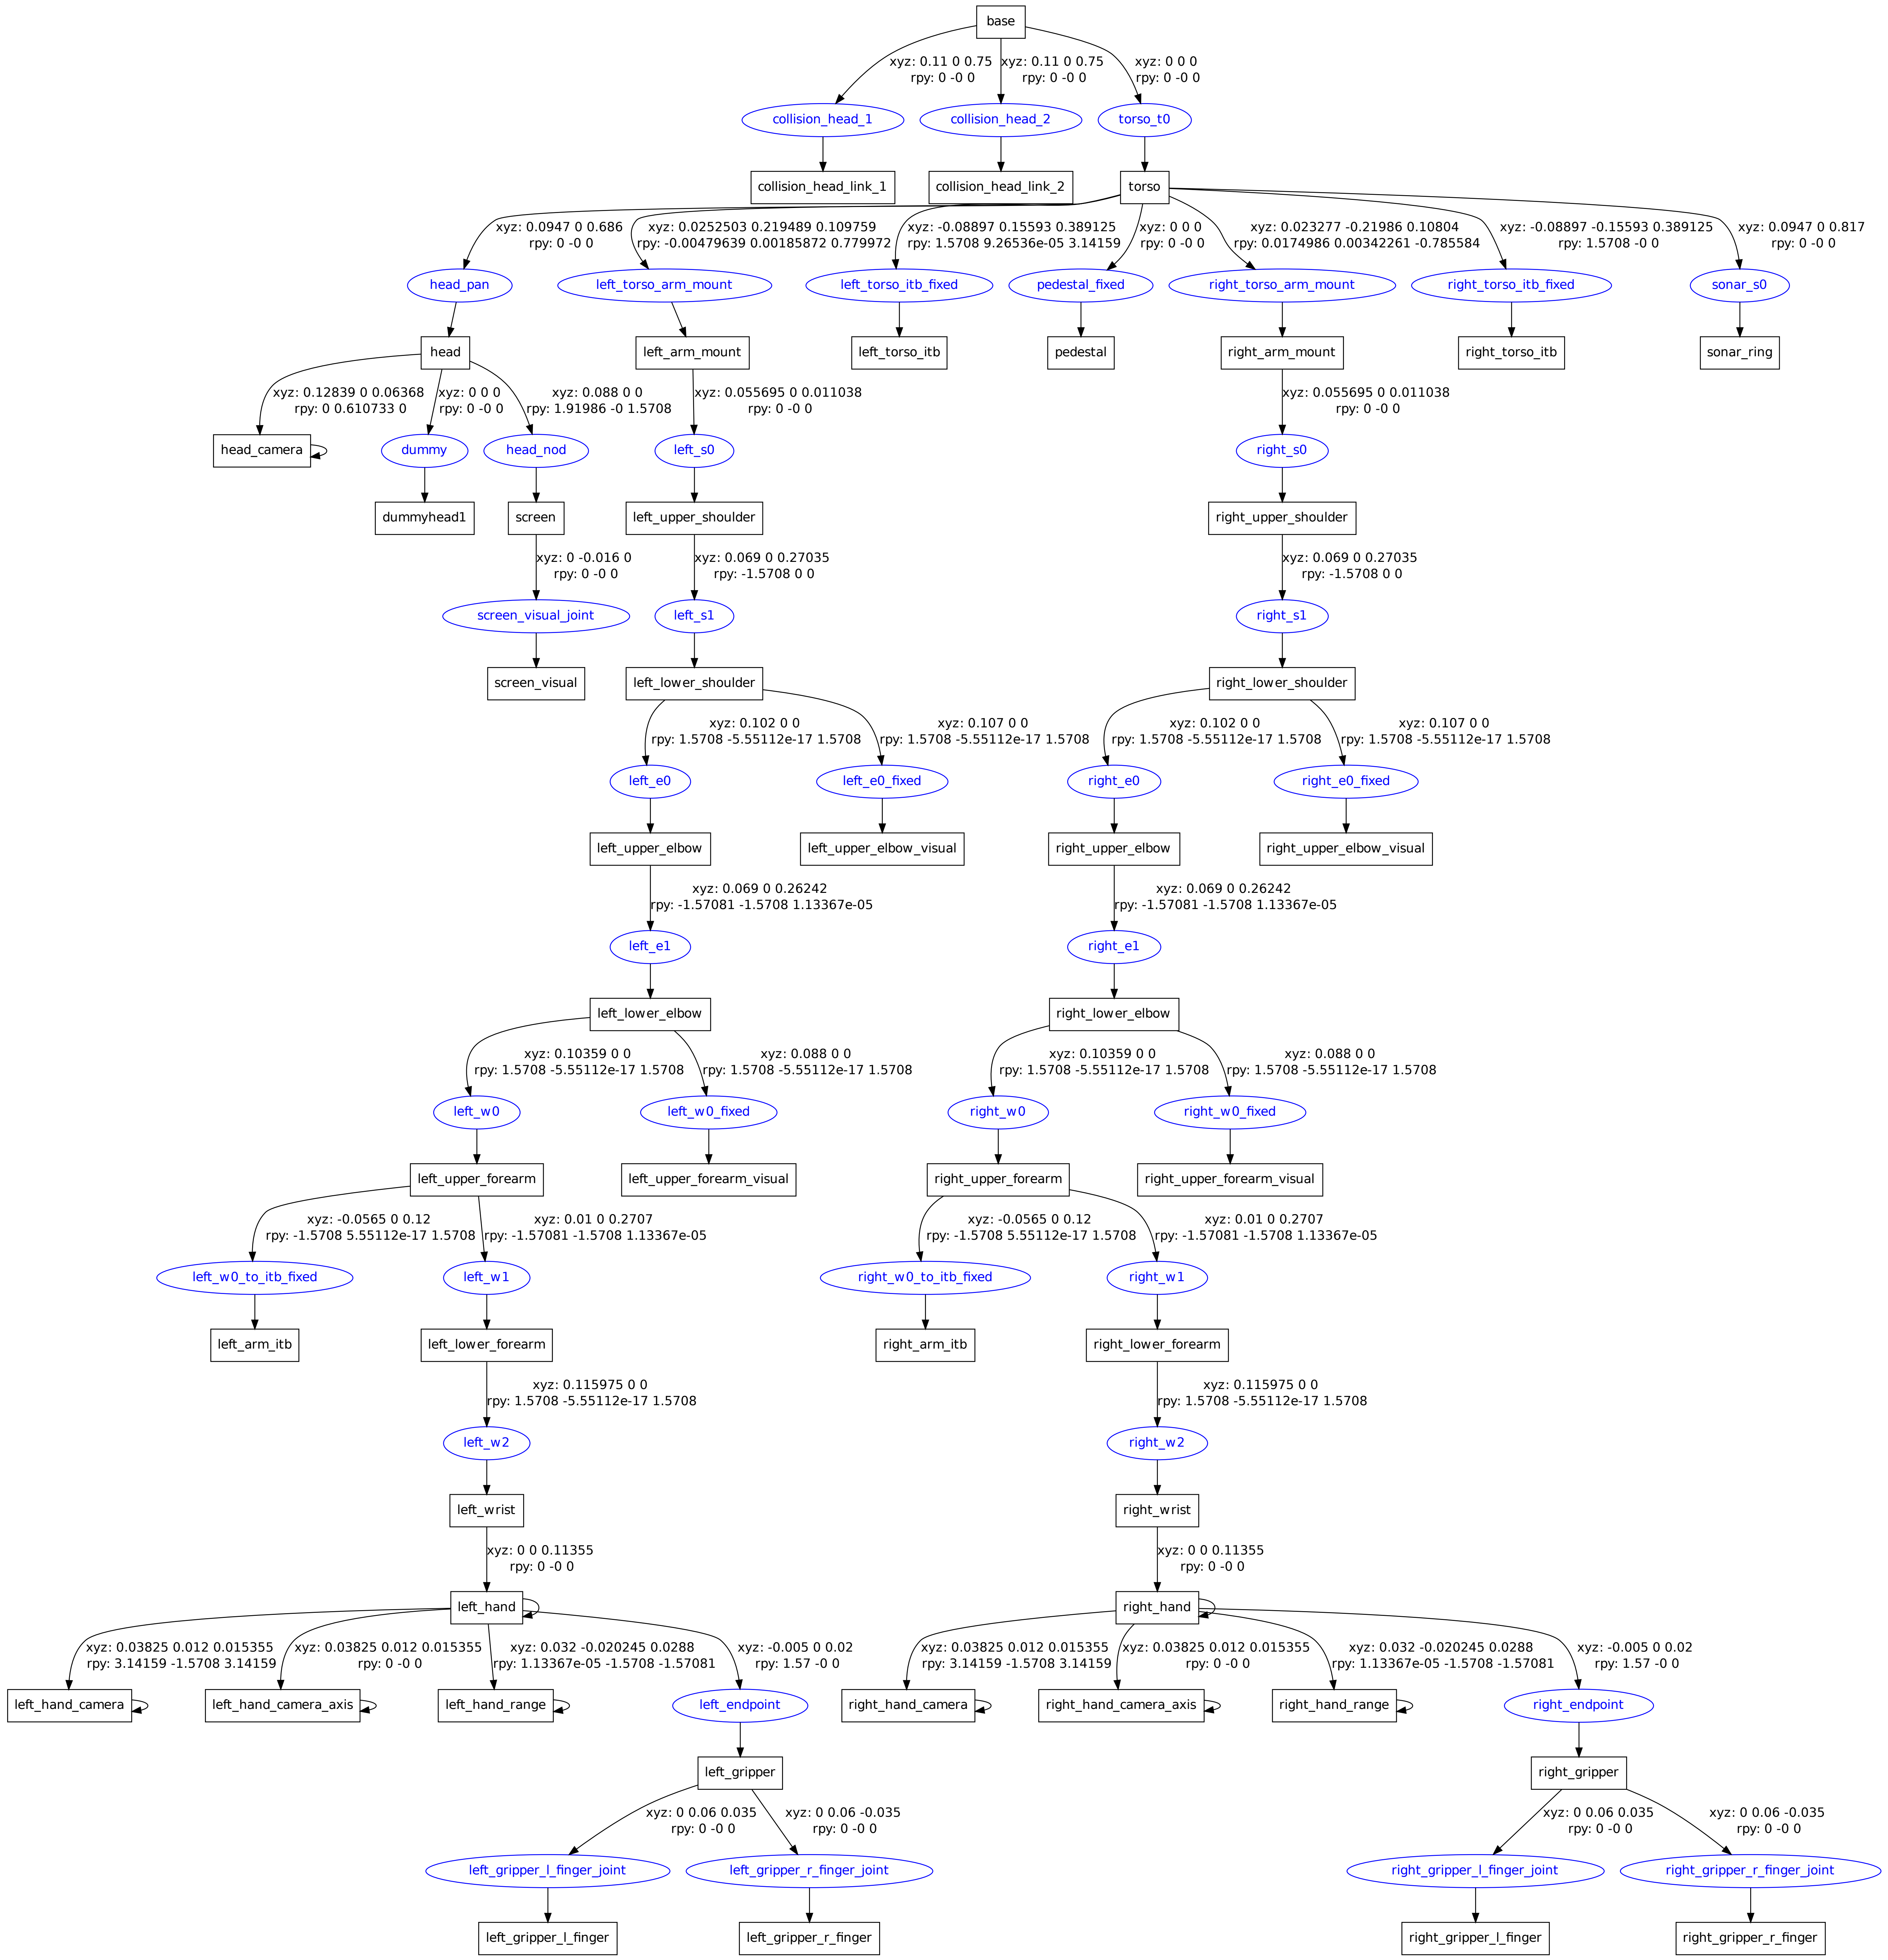 base
xyz: 0.11 0 0.75
rpy: 0 -0 0
xyz: 0.11 0 0.75
rpy: 0 -0 0
xyz: 0 0 0
rpy: 0 -0 0
collision_head_1
collision_head_2
torso_t0
collision_head_link_1
collision_head_link_2
torso
xyz: 0.0947 0 0.686
rpy: 0 -0 0
xyz: 0.0252503 0.219489 0.109759
rpy: -0.00479639 0.00185872 0.779972
xyz: -0.08897 0.15593 0.389125
rpy: 1.5708 9.26536e-05 3.14159
xyz: 0 0 0
rpy: 0 -0 0
xyz: 0.023277 -0.21986 0.10804
rpy: 0.0174986 0.00342261 -0.785584
xyz: -0.08897 -0.15593 0.389125
rpy: 1.5708 -0 0
xyz: 0.0947 0 0.817
rpy: 0 -0 0
head_pan
left_torso_arm_mount
left_torso_itb_fixed
pedestal_fixed
right_torso_arm_mount
right_torso_itb_fixed
sonar_s0
head
left_arm_mount
left_torso_itb
pedestal
right_arm_mount
right_torso_itb
sonar_ring
xyz: 0.12839 0 0.06368
rpy: 0 0.610733 0
xyz: 0 0 0
rpy: 0 -0 0
xyz: 0.088 0 0
rpy: 1.91986 -0 1.5708
xyz: 0.055695 0 0.011038
rpy: 0 -0 0
xyz: 0.055695 0 0.011038
rpy: 0 -0 0
head_camera
dummy
head_nod
left_s0
right_s0
dummyhead1
screen
left_upper_shoulder
right_upper_shoulder
xyz: 0 -0.016 0
rpy: 0 -0 0
xyz: 0.069 0 0.27035
rpy: -1.5708 0 0
xyz: 0.069 0 0.27035
rpy: -1.5708 0 0
screen_visual_joint
left_s1
right_s1
screen_visual
left_lower_shoulder
right_lower_shoulder
xyz: 0.102 0 0
rpy: 1.5708 -5.55112e-17 1.5708
xyz: 0.107 0 0
rpy: 1.5708 -5.55112e-17 1.5708
xyz: 0.102 0 0
rpy: 1.5708 -5.55112e-17 1.5708
xyz: 0.107 0 0
rpy: 1.5708 -5.55112e-17 1.5708
left_e0
left_e0_fixed
right_e0
right_e0_fixed
left_upper_elbow
left_upper_elbow_visual
right_upper_elbow
right_upper_elbow_visual
xyz: 0.069 0 0.26242
rpy: -1.57081 -1.5708 1.13367e-05
xyz: 0.069 0 0.26242
rpy: -1.57081 -1.5708 1.13367e-05
left_e1
right_e1
left_lower_elbow
right_lower_elbow
xyz: 0.10359 0 0
rpy: 1.5708 -5.55112e-17 1.5708
xyz: 0.088 0 0
rpy: 1.5708 -5.55112e-17 1.5708
xyz: 0.10359 0 0
rpy: 1.5708 -5.55112e-17 1.5708
xyz: 0.088 0 0
rpy: 1.5708 -5.55112e-17 1.5708
left_w0
left_w0_fixed
right_w0
right_w0_fixed
left_upper_forearm
left_upper_forearm_visual
right_upper_forearm
right_upper_forearm_visual
xyz: -0.0565 0 0.12
rpy: -1.5708 5.55112e-17 1.5708
xyz: 0.01 0 0.2707
rpy: -1.57081 -1.5708 1.13367e-05
xyz: -0.0565 0 0.12
rpy: -1.5708 5.55112e-17 1.5708
xyz: 0.01 0 0.2707
rpy: -1.57081 -1.5708 1.13367e-05
left_w0_to_itb_fixed
left_w1
right_w0_to_itb_fixed
right_w1
left_arm_itb
left_lower_forearm
right_arm_itb
right_lower_forearm
xyz: 0.115975 0 0
rpy: 1.5708 -5.55112e-17 1.5708
xyz: 0.115975 0 0
rpy: 1.5708 -5.55112e-17 1.5708
left_w2
right_w2
left_wrist
right_wrist
xyz: 0 0 0.11355
rpy: 0 -0 0
xyz: 0 0 0.11355
rpy: 0 -0 0
left_hand
right_hand
xyz: 0.03825 0.012 0.015355
rpy: 3.14159 -1.5708 3.14159
xyz: 0.03825 0.012 0.015355
rpy: 0 -0 0
xyz: 0.032 -0.020245 0.0288
rpy: 1.13367e-05 -1.5708 -1.57081
xyz: -0.005 0 0.02
rpy: 1.57 -0 0
xyz: 0.03825 0.012 0.015355
rpy: 3.14159 -1.5708 3.14159
xyz: 0.03825 0.012 0.015355
rpy: 0 -0 0
xyz: 0.032 -0.020245 0.0288
rpy: 1.13367e-05 -1.5708 -1.57081
xyz: -0.005 0 0.02
rpy: 1.57 -0 0
left_hand_camera
left_hand_camera_axis
left_hand_range
left_endpoint
right_hand_camera
right_hand_camera_axis
right_hand_range
right_endpoint
left_gripper
right_gripper
xyz: 0 0.06 0.035
rpy: 0 -0 0
xyz: 0 0.06 -0.035
rpy: 0 -0 0
xyz: 0 0.06 0.035
rpy: 0 -0 0
xyz: 0 0.06 -0.035
rpy: 0 -0 0
left_gripper_l_finger_joint
left_gripper_r_finger_joint
right_gripper_l_finger_joint
right_gripper_r_finger_joint
left_gripper_l_finger
left_gripper_r_finger
right_gripper_l_finger
right_gripper_r_finger